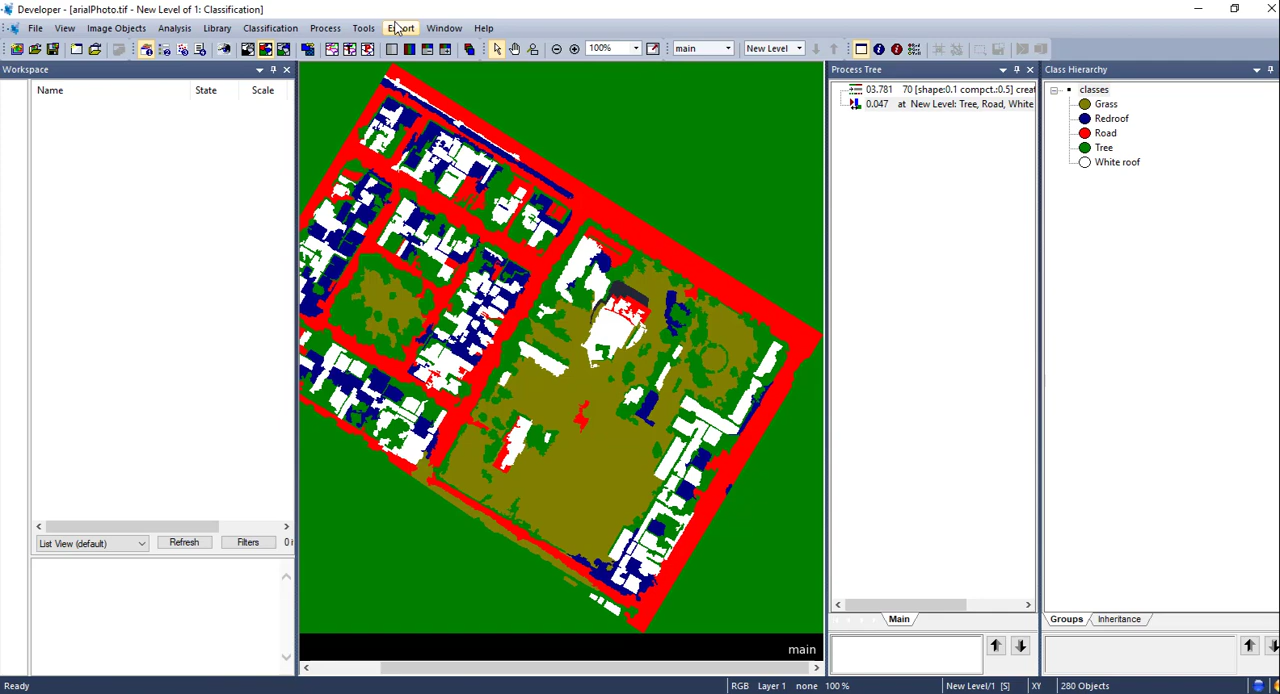 Developer - [arialPhoto.tif - New Level of 1: Classification]
File View Image Objects Analysis Library Classification Process Tools Export Window Help
100% main New Level
Workspace Process Tree Class Hierarchy
Name State Scale
03.781 70 [shape:0.1 compct.:0.5] creat
0.047 at New Level: Tree, Road, White
classes
Grass
Redroof
Road
Tree
White roof
List View (default) Refresh Filters 0 i
Main
Groups Inheritance
main
Ready RGB Layer 1 none 100 % New Level/1 [S] XY 280 Objects